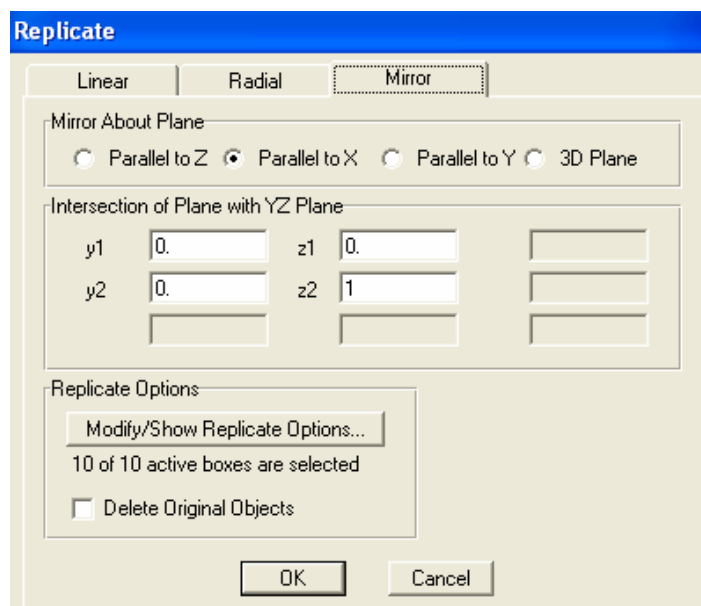 Replicate
Linear Radial Mirror
Mirror About Plane
Parallel to Z Parallel to X Parallel to Y 3D Plane
Intersection of Plane with YZ Plane
y1 0. z1 0.
y2 0. z2 1
Replicate Options
Modify/Show Replicate Options...
10 of 10 active boxes are selected
Delete Original Objects
OK Cancel